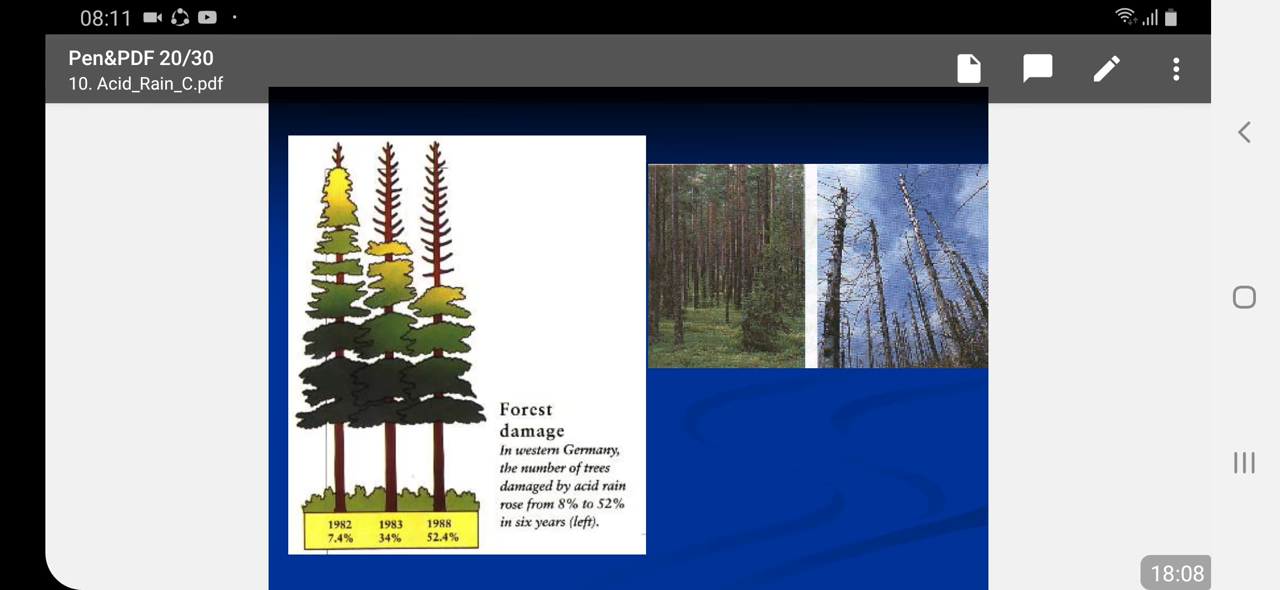 08:11
Pen&PDF 20/30
10. Acid_Rain_C.pdf
Forest
damage
In western Germany,
the number of trees
damaged by acid rain
rose from 8% to 52%
in six years (left).
1982 1983 1988
7.4% 34% 52.4%
18:08